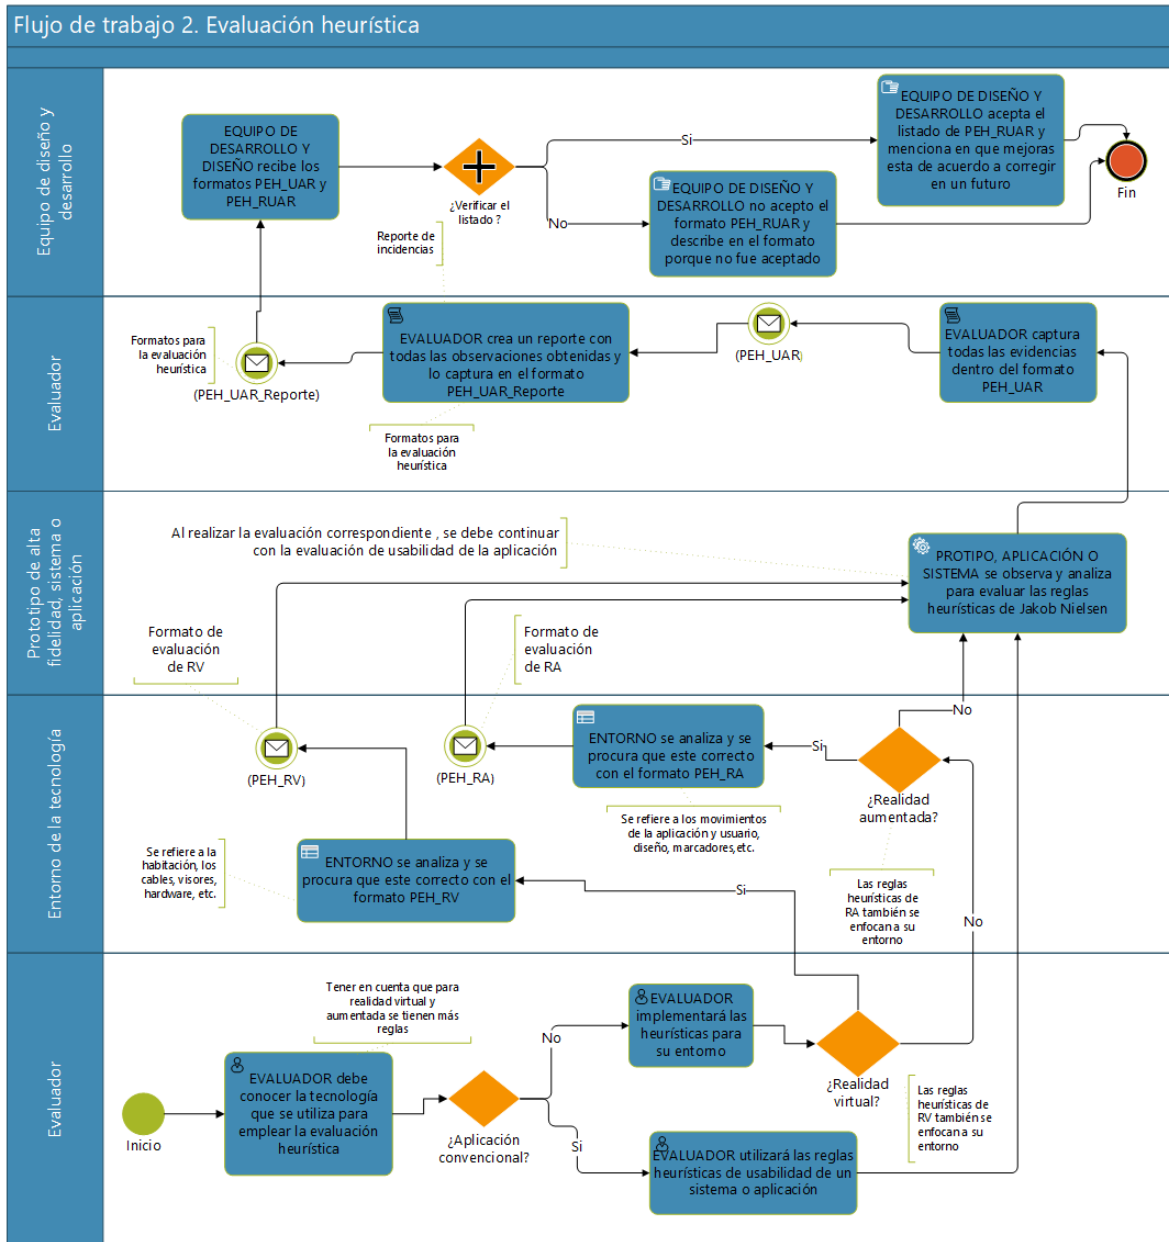 Flujo de trabajo 2. Evaluación heurística
Equipo de diseño y
desarrollo
EQUIPO DE
DESARROLLO Y
DISEÑO recibe los
formatos PEH_UAR y
PEH_RUAR
¿Verificar el
listado ?
Si
No
EQUIPO DE DISEÑO Y
DESARROLLO acepta el
listado de PEH_RUAR y
menciona en que mejoras
esta de acuerdo a corregir
en un futuro
EQUIPO DE DISEÑO Y
DESARROLLO no acepto el
formato PEH_RUAR y
describe en el formato
porque no fue aceptado
Fin
Reporte de
incidencias
Evaluador
Formatos para
la evaluación
heurística
(PEH_UAR_Reporte)
EVALUADOR crea un reporte con
todas las observaciones obtenidas y
lo captura en el formato
PEH_UAR_Reporte
Formatos para
la evaluación
heurística
(PEH_UAR)
EVALUADOR captura
todas las evidencias
dentro del formato
PEH_UAR
Prototipo de alta
fidelidad, sistema o
aplicación
Al realizar la evaluación correspondiente , se debe continuar
con la evaluación de usabilidad de la aplicación
PROTIPO, APLICACIÓN O
SISTEMA se observa y analiza
para evaluar las reglas
heurísticas de Jakob Nielsen
Formato de
evaluación
de RV
Formato de
evaluación
de RA
Entorno de la tecnología
(PEH_RV)
(PEH_RA)
ENTORNO se analiza y se
procura que este correcto
con el formato PEH_RA
Si
No
¿Realidad
aumentada?
Se refiere a los movimientos
de la aplicación y usuario,
diseño, marcadores,etc.
Se refiere a la
habitación, los
cables, visores,
hardware, etc.
ENTORNO se analiza y se
procura que este correcto con el
formato PEH_RV
Si
Las reglas
heurísticas de
RA también se
enfocan a su
entorno
No
Evaluador
Tener en cuenta que para
realidad virtual y
aumentada se tienen más
reglas
Inicio
EVALUADOR debe
conocer la tecnología
que se utiliza para
emplear la evaluación
heurística
¿Aplicación
convencional?
No
Si
EVALUADOR
implementará las
heurísticas para
su entorno
¿Realidad
virtual?
Las reglas
heurísticas de
RV también se
enfocan a su
entorno
EVALUADOR utilizará las reglas
heurísticas de usabilidad de un
sistema o aplicación